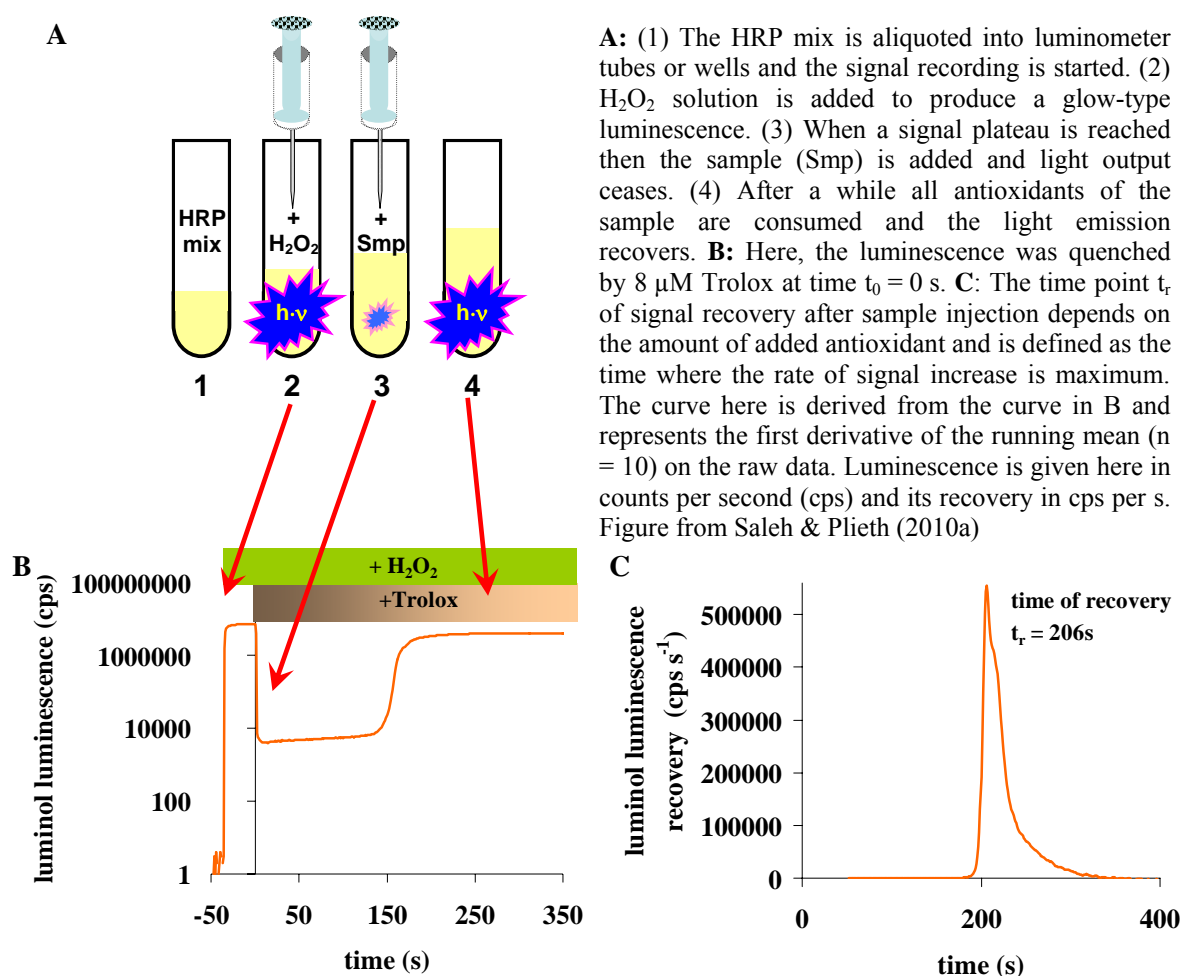 A
HRP
mix
+
H₂O₂
+
Smp
h·ν
h·ν
1
2
3
4
A: (1) The HRP mix is aliquoted into luminometer
tubes or wells and the signal recording is started. (2)
H₂O₂ solution is added to produce a glow-type
luminescence. (3) When a signal plateau is reached
then the sample (Smp) is added and light output
ceases. (4) After a while all antioxidants of the
sample are consumed and the light emission
recovers. B: Here, the luminescence was quenched
by 8 µM Trolox at time t₀ = 0 s. C: The time point tᵣ
of signal recovery after sample injection depends on
the amount of added antioxidant and is defined as the
time where the rate of signal increase is maximum.
The curve here is derived from the curve in B and
represents the first derivative of the running mean (n
= 10) on the raw data. Luminescence is given here in
counts per second (cps) and its recovery in cps per s.
Figure from Saleh & Plieth (2010a)
B
+ H₂O₂
+Trolox
luminol luminescence (cps)
100000000
1000000
10000
100
1
-50
50
150
250
350
time (s)
C
time of recovery
tᵣ = 206s
luminol luminescence
recovery (cps s⁻¹)
500000
400000
300000
200000
100000
0
0
200
400
time (s)